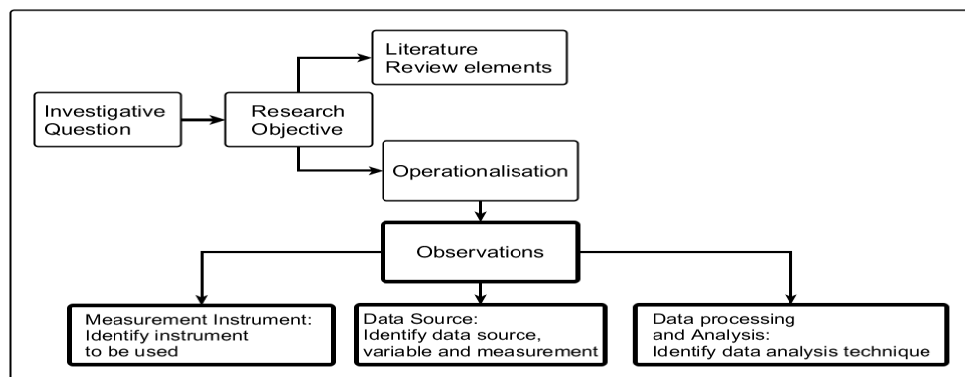 Literature
Review elements
Investigative
Question
Research
Objective
Operationalisation
Observations
Measurement Instrument:
Identify instrument
to be used
Data Source:
Identify data source,
variable and measurement
Data processing
and Analysis:
Identify data analysis technique